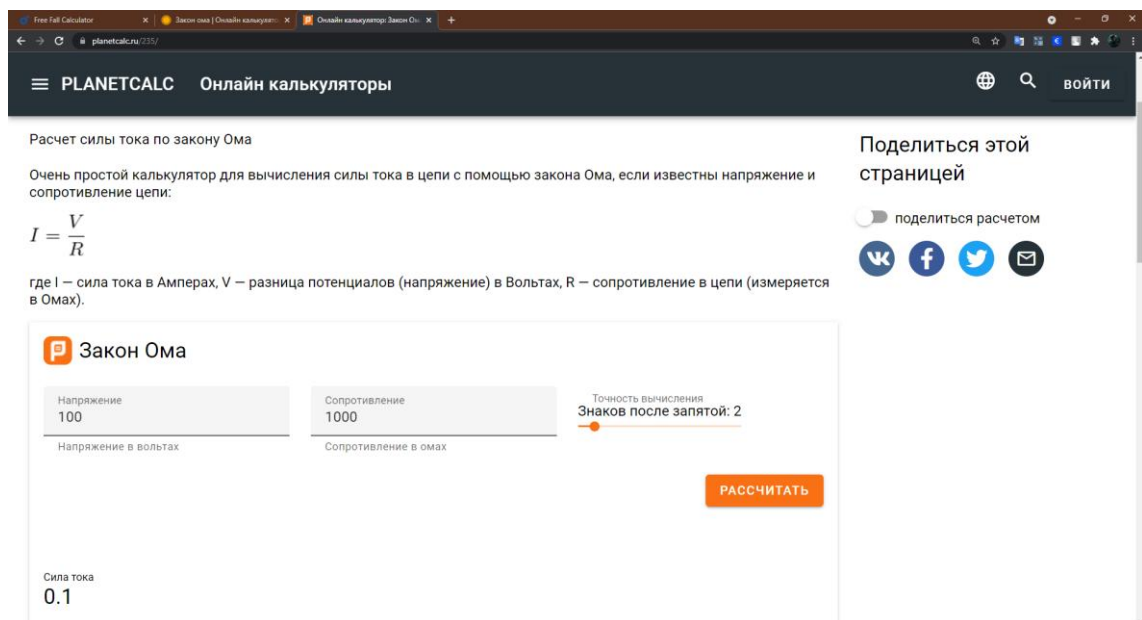 Free Fall Calculator
Закон ома | Онлайн калькулято
Онлайн калькулятор: Закон Ом
planetcalc.ru/235/
PLANETCALC Онлайн калькуляторы
ВОЙТИ
Расчет силы тока по закону Ома
Очень простой калькулятор для вычисления силы тока в цепи с помощью закона Ома, если известны напряжение и
сопротивление цепи:
I = V/R
где I — сила тока в Амперах, V — разница потенциалов (напряжение) в Вольтах, R — сопротивление в цепи (измеряется
в Омах).
Закон Ома
Напряжение
100
Напряжение в вольтах
Сопротивление
1000
Сопротивление в омах
Точность вычисления
Знаков после запятой: 2
РАССЧИТАТЬ
Сила тока
0.1
Поделиться этой
страницей
поделиться расчетом